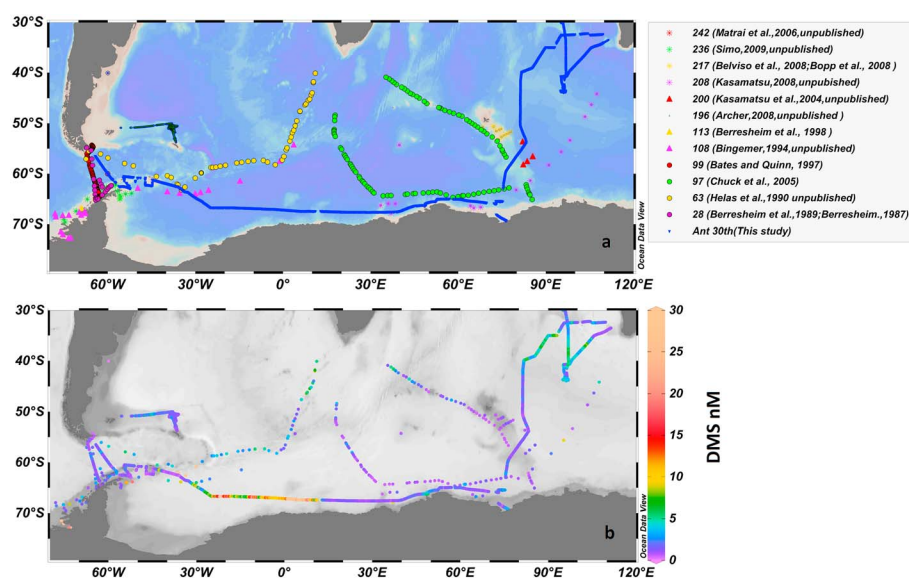 30°S
40°S
50°S
60°S
70°S
60°W
30°W
0°
30°E
60°E
90°E
120°E
a
Ocean Data View
242 (Matrai et al.,2006,unpublished)
236 (Simo,2009,unpublished)
217 (Belviso et al., 2008;Bopp et al., 2008 )
208 (Kasamatsu,2008,unpubished)
200 (Kasamatsu et al.,2004,unpublished)
196 (Archer,2008,unpublished )
113 (Berresheim et al., 1998 )
108 (Bingemer,1994,unpublished)
99 (Bates and Quinn, 1997)
97 (Chuck et al., 2005)
63 (Helas et al.,1990 unpublished)
28 (Berresheim et al.,1989;Berresheim.,1987)
Ant 30th(This study)
30°S
40°S
50°S
60°S
70°S
60°W
30°W
0°
30°E
60°E
90°E
120°E
b
Ocean Data View
30
25
20
15
10
5
0
DMS nM